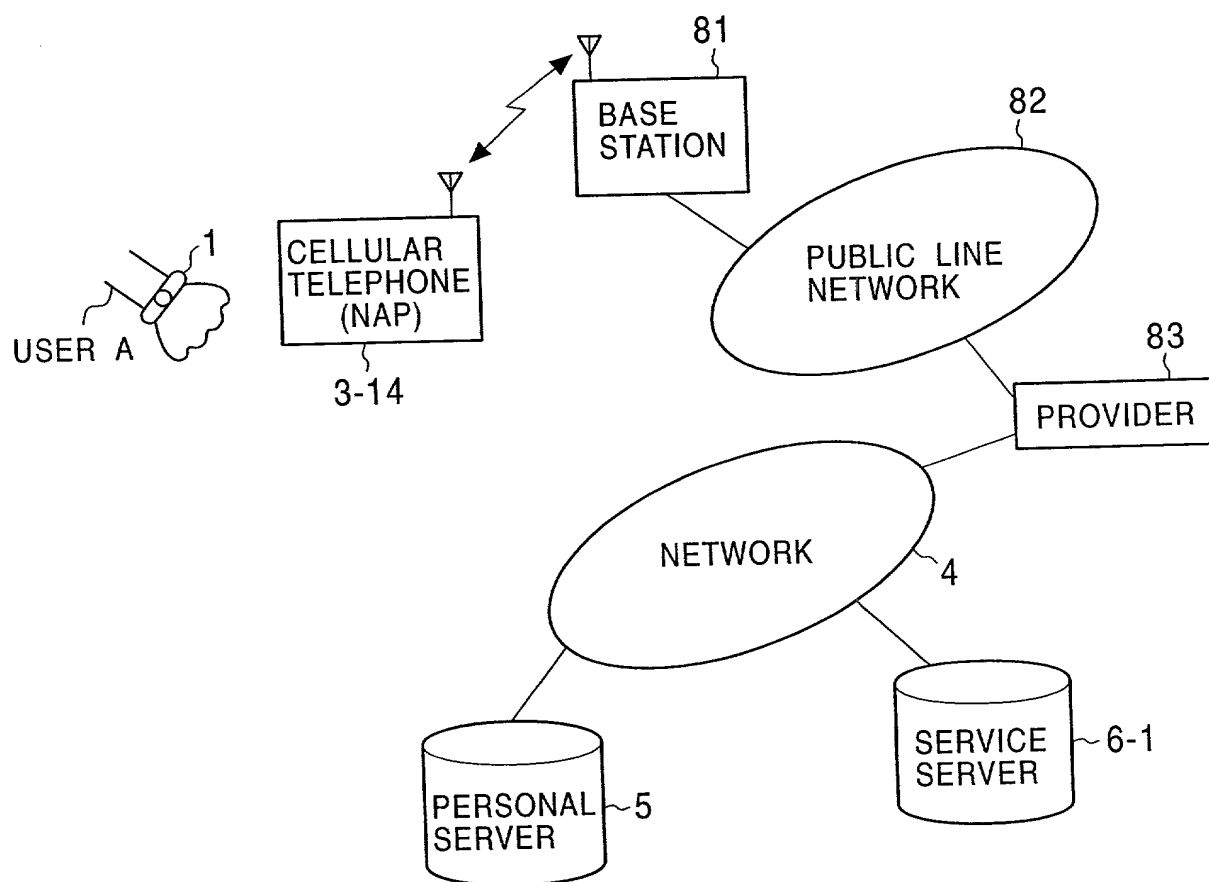 81
BASE
STATION
82
PUBLIC LINE
NETWORK
1
CELLULAR
TELEPHONE
(NAP)
USER A
3-14
83
PROVIDER
NETWORK
4
SERVICE
SERVER
6-1
PERSONAL
SERVER
5